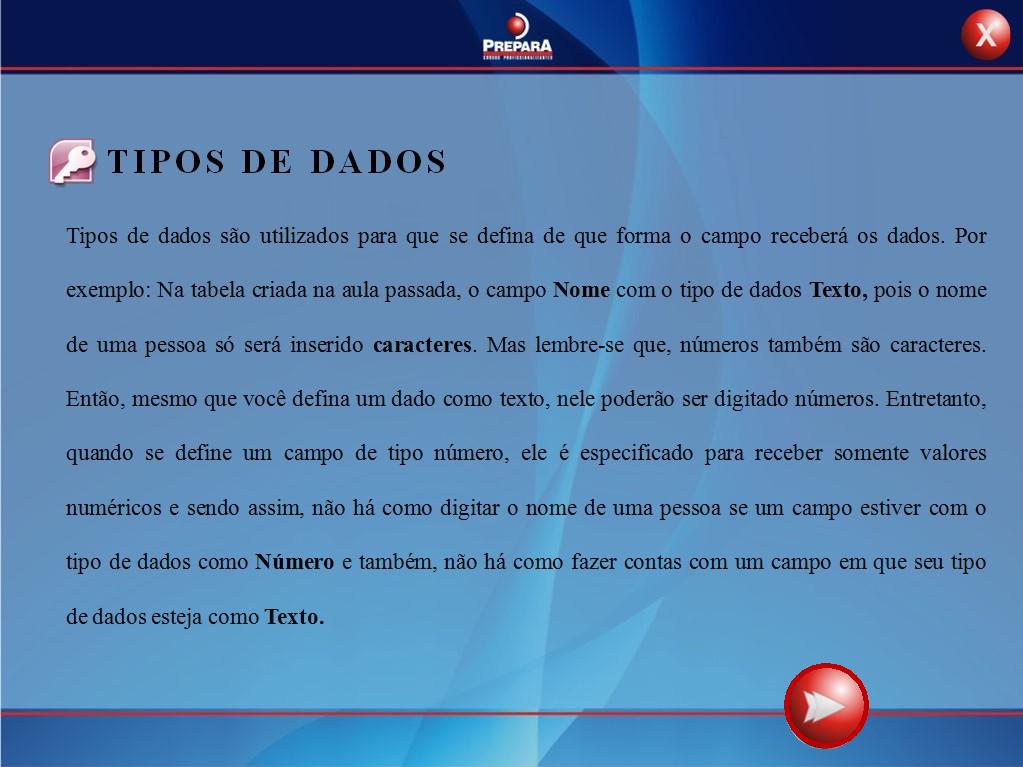 PREPARA
CURSOS PROFISSIONALIZANTES
X
TIPOS DE DADOS
Tipos de dados são utilizados para que se defina de que forma o campo receberá os dados. Por
exemplo: Na tabela criada na aula passada, o campo Nome com o tipo de dados Texto, pois o nome
de uma pessoa só será inserido caracteres. Mas lembre-se que, números também são caracteres.
Então, mesmo que você defina um dado como texto, nele poderão ser digitado números. Entretanto,
quando se define um campo de tipo número, ele é especificado para receber somente valores
numéricos e sendo assim, não há como digitar o nome de uma pessoa se um campo estiver com o
tipo de dados como Número e também, não há como fazer contas com um campo em que seu tipo
de dados esteja como Texto.